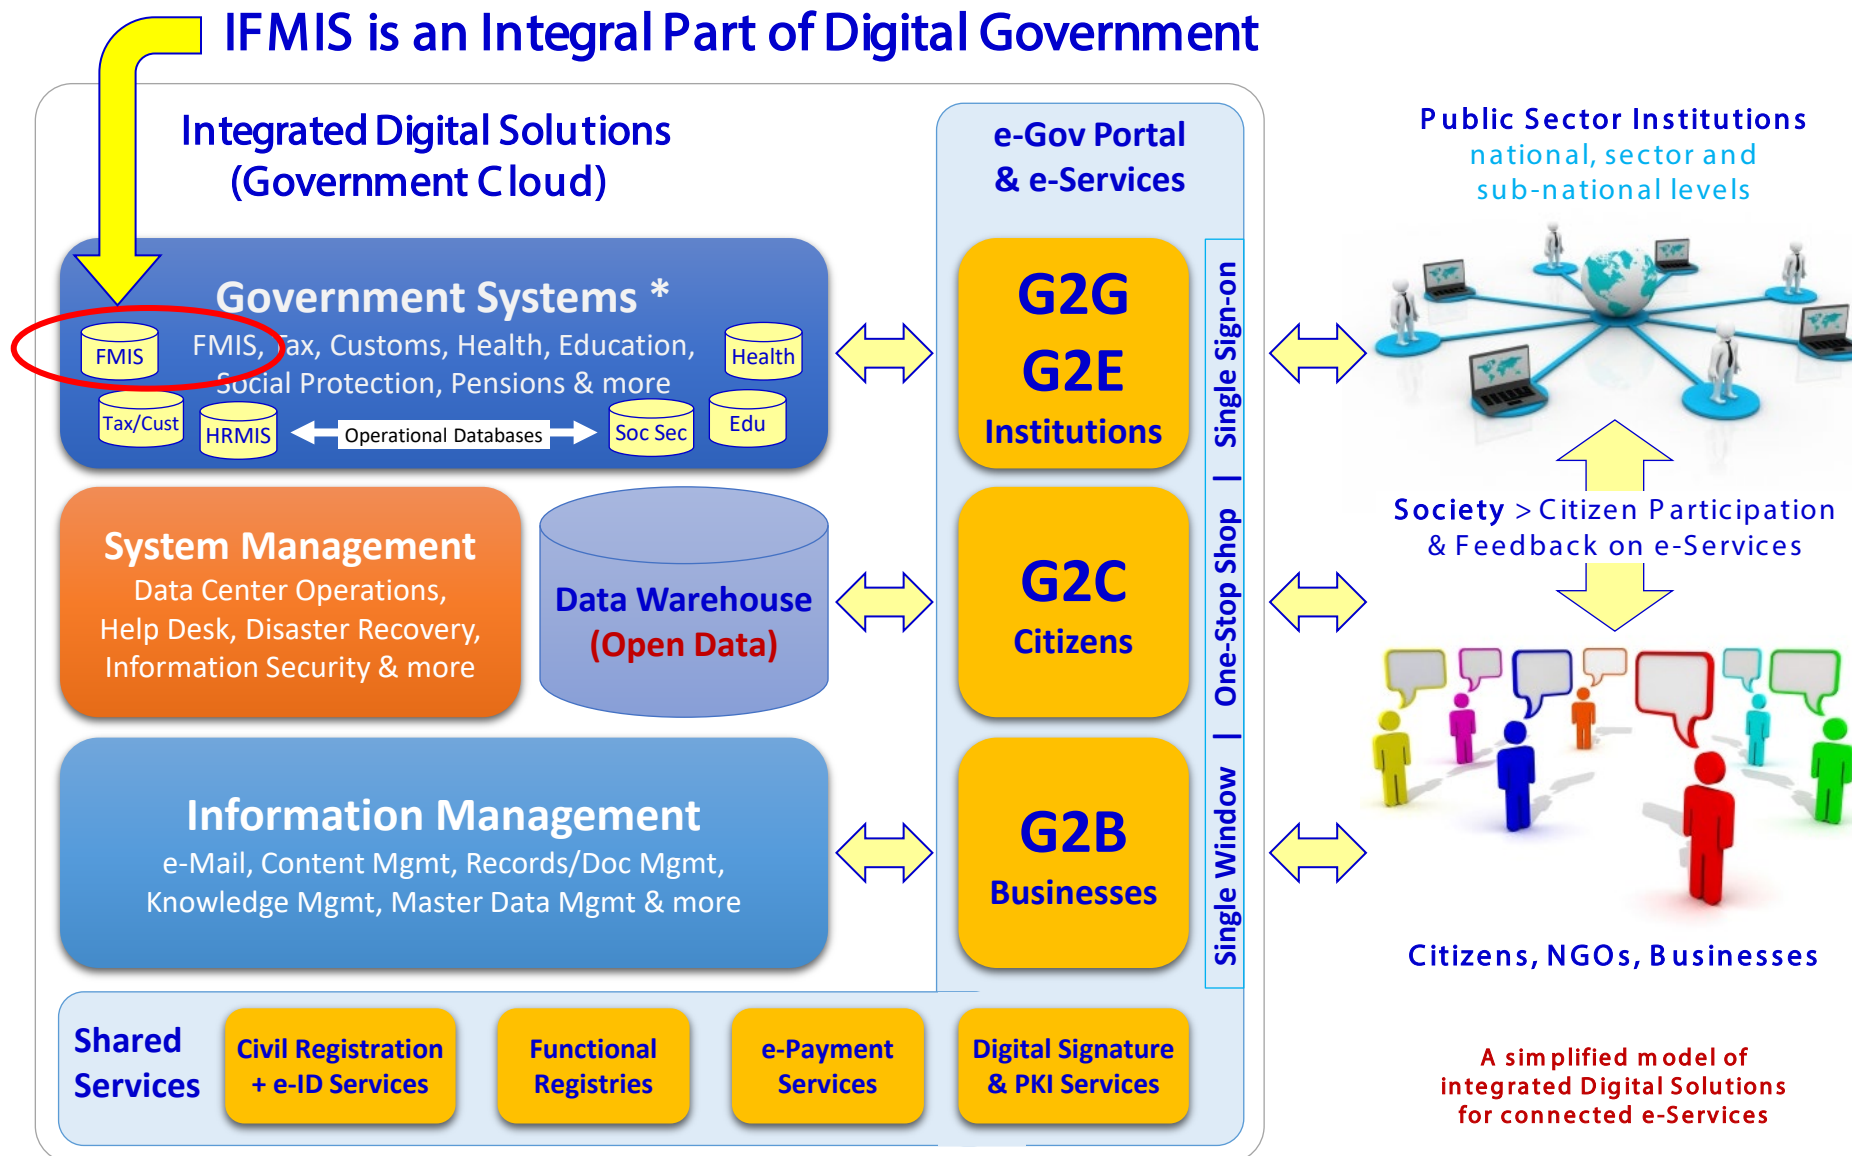 IFMIS is an Integral Part of Digital Government
Integrated Digital Solutions
(Government Cloud)
Government Systems *
FMIS, Tax, Customs, Health, Education,
Social Protection, Pensions & more
FMIS
Health
Tax/Cust
HRMIS
Operational Databases
Soc Sec
Edu
System Management
Data Center Operations,
Help Desk, Disaster Recovery,
Information Security & more
Data Warehouse
(Open Data)
Information Management
e-Mail, Content Mgmt, Records/Doc Mgmt,
Knowledge Mgmt, Master Data Mgmt & more
e-Gov Portal
& e-Services
G2G
G2E
Institutions
G2C
Citizens
G2B
Businesses
Single Window | One-Stop Shop | Single Sign-on
Shared
Services
Civil Registration
+ e-ID Services
Functional
Registries
e-Payment
Services
Digital Signature
& PKI Services
Public Sector Institutions
national, sector and
sub-national levels
Society > Citizen Participation
& Feedback on e-Services
Citizens, NGOs, Businesses
A simplified model of
integrated Digital Solutions
for connected e-Services